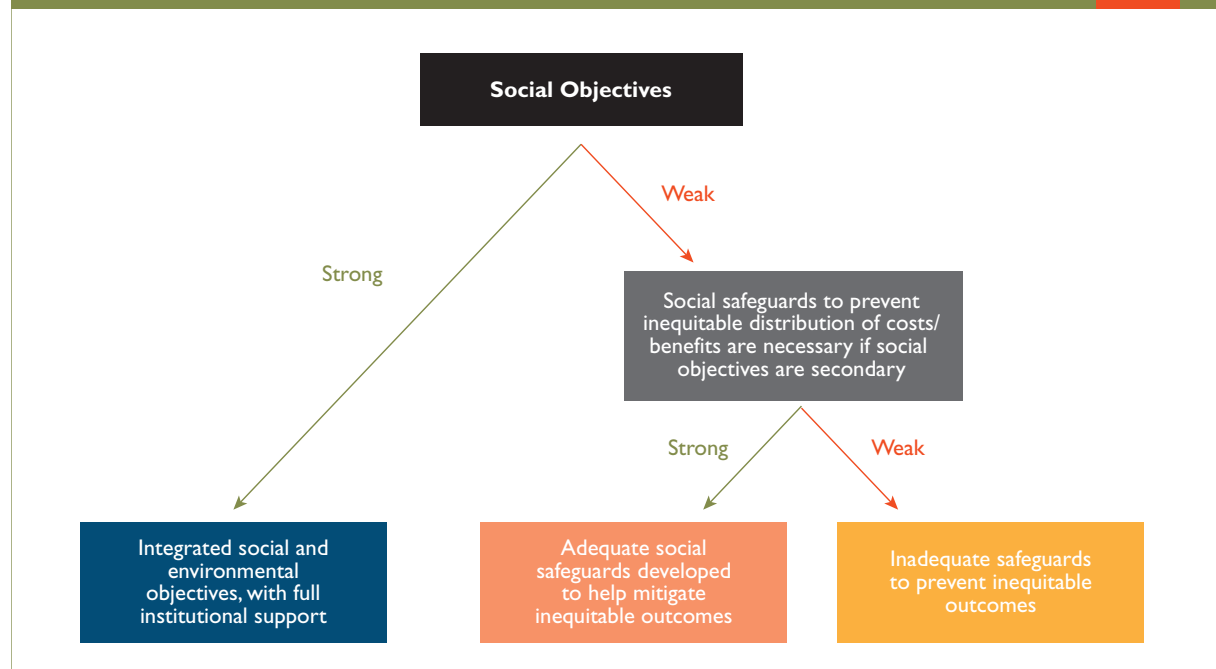 Social Objectives
Weak
Strong
Social safeguards to prevent
inequitable distribution of costs/
benefits are necessary if social
objectives are secondary
Strong
Weak
Integrated social and
environmental
objectives, with full
institutional support
Adequate social
safeguards developed
to help mitigate
inequitable outcomes
Inadequate safeguards
to prevent inequitable
outcomes